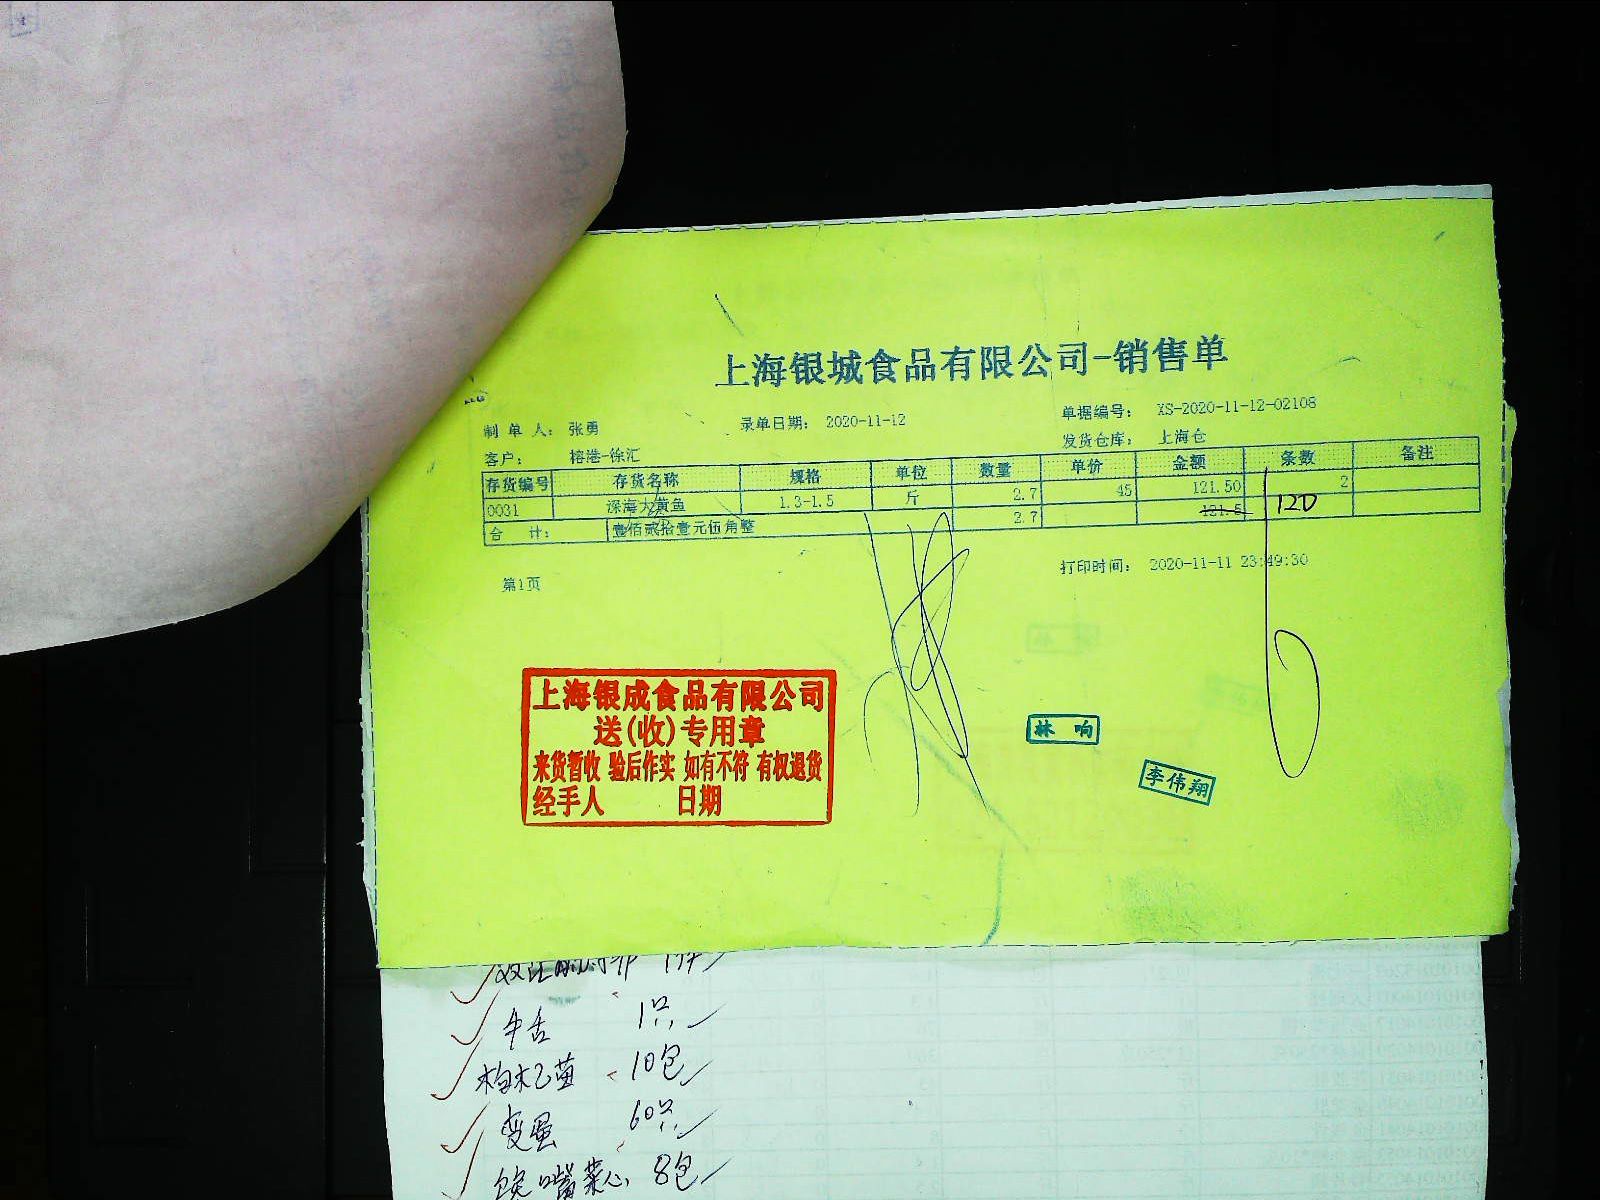 上海银城食品有限公司-销售单
制单人: 张勇 录单日期: 2020-11-12 单据编号: XS-2020-11-12-02108
客户: 榕港-徐汇 发货仓库: 上海仓
存货编号 存货名称 规格 单位 数量 单价 金额 条数 备注
0031 深海大黄鱼 1.3-1.5 斤 2.7 45 121.50 2
合计: 壹佰贰拾壹元伍角整 2.7 121.5 120
第1页 打印时间: 2020-11-11 23:49:30
上海银成食品有限公司
送(收)专用章
来货暂收 验后作实 如有不符 有权退货
经手人 日期
林响
李伟翔
牛舌 1只
10包
变蛋 60只
菜心 8包